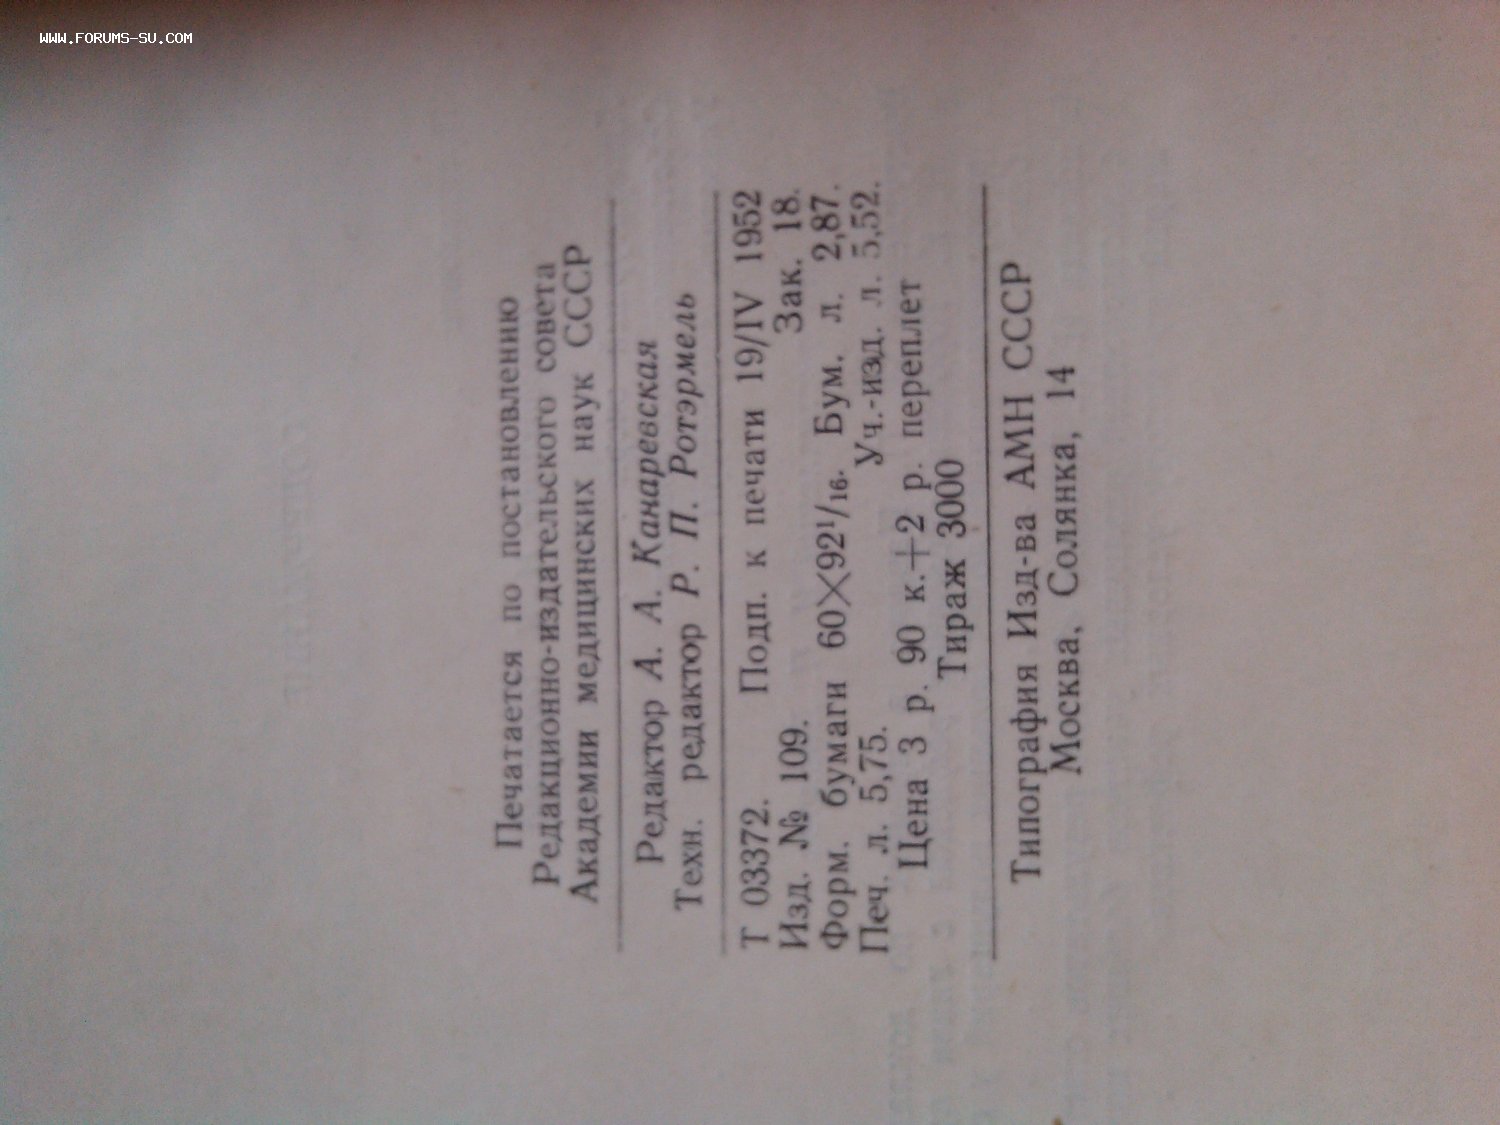 WWW.FORUMS-SU.COM
Печатается по постановлению
Редакционно-издательского совета
Академии медицинских наук СССР
Редактор А. А. Канаревская
Техн. редактор Р. П. Ротэрмель
Т 03372. Подп. к печати 19/IV 1952
Изд. № 109. Зак. 18.
Форм. бумаги 60×92¹/₁₆. Бум. л. 2,87.
Печ. л. 5,75. Уч.-изд. л. 5,52.
Цена 3 р. 90 к.+2 р. переплет
Тираж 3000
Типография Изд-ва АМН СССР
Москва, Солянка, 14